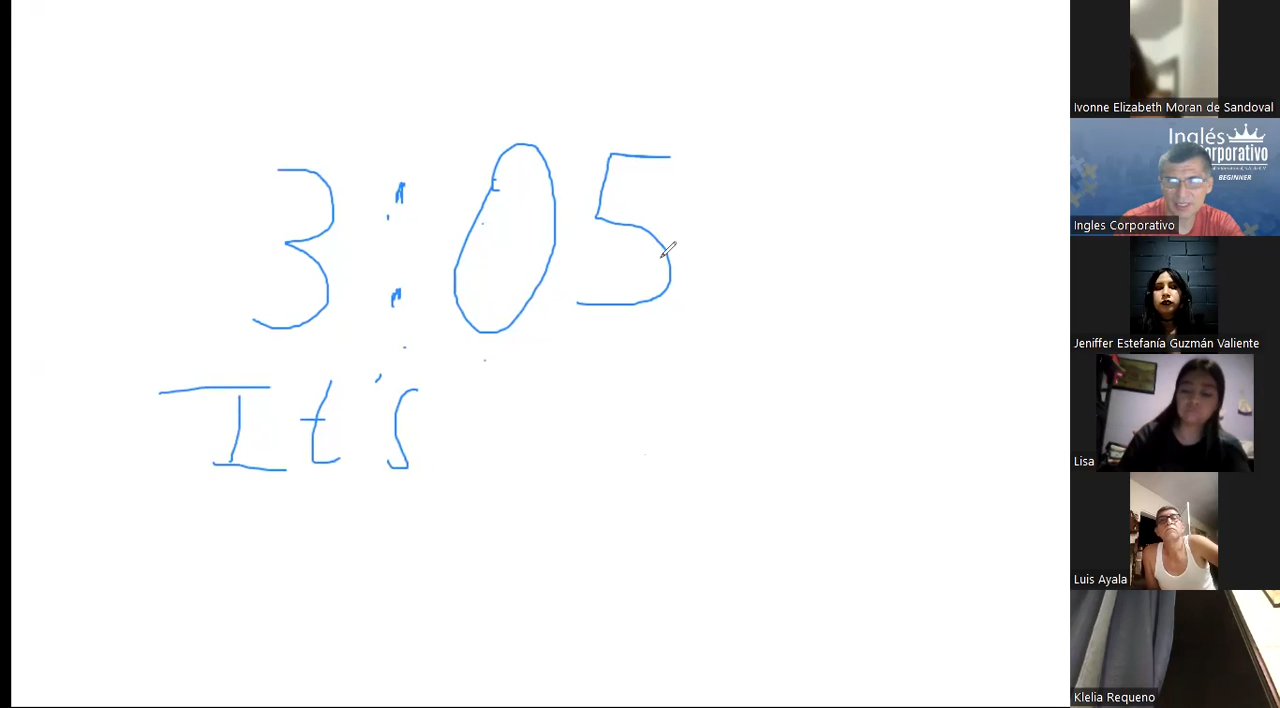 3:05
It's
Ivonne Elizabeth Moran de Sandoval
Inglés
Corporativo
BEGINNER
Ingles Corporativo
Jeniffer Estefanía Guzmán Valiente
Lisa
Luis Ayala
Klelia Requeno